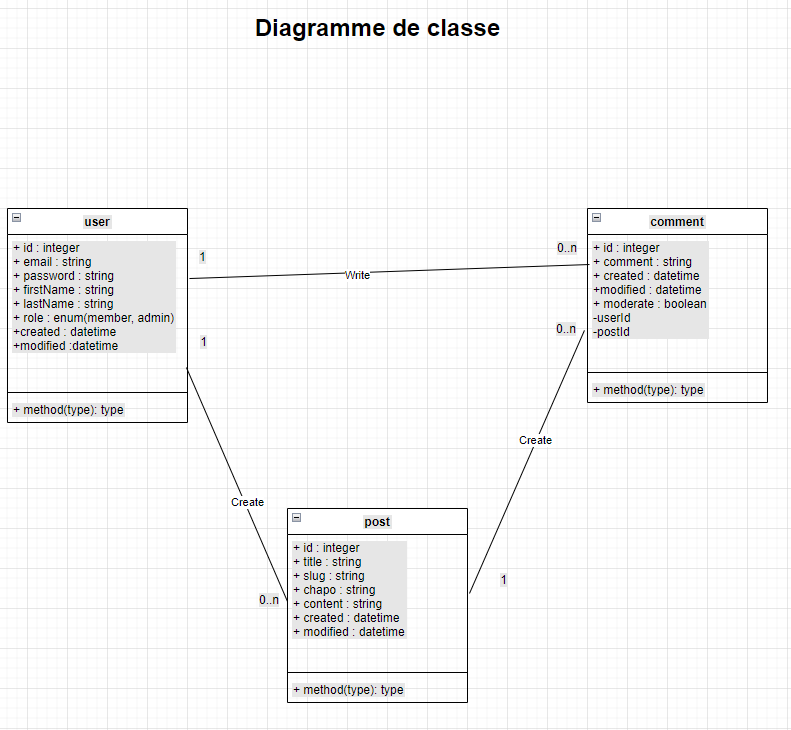 Diagramme de classe
user
+ id : integer
+ email : string
+ password : string
+ firstName : string
+ lastName : string
+ role : enum(member, admin)
+created : datetime
+modified :datetime
+ method(type): type
1
Write
0..n
comment
+ id : integer
+ comment : string
+ created : datetime
+modified : datetime
+ moderate : boolean
-userId
-postId
+ method(type): type
1
Create
0..n
0..n
Create
1
post
+ id : integer
+ title : string
+ slug : string
+ chapo : string
+ content : string
+ created : datetime
+ modified : datetime
+ method(type): type